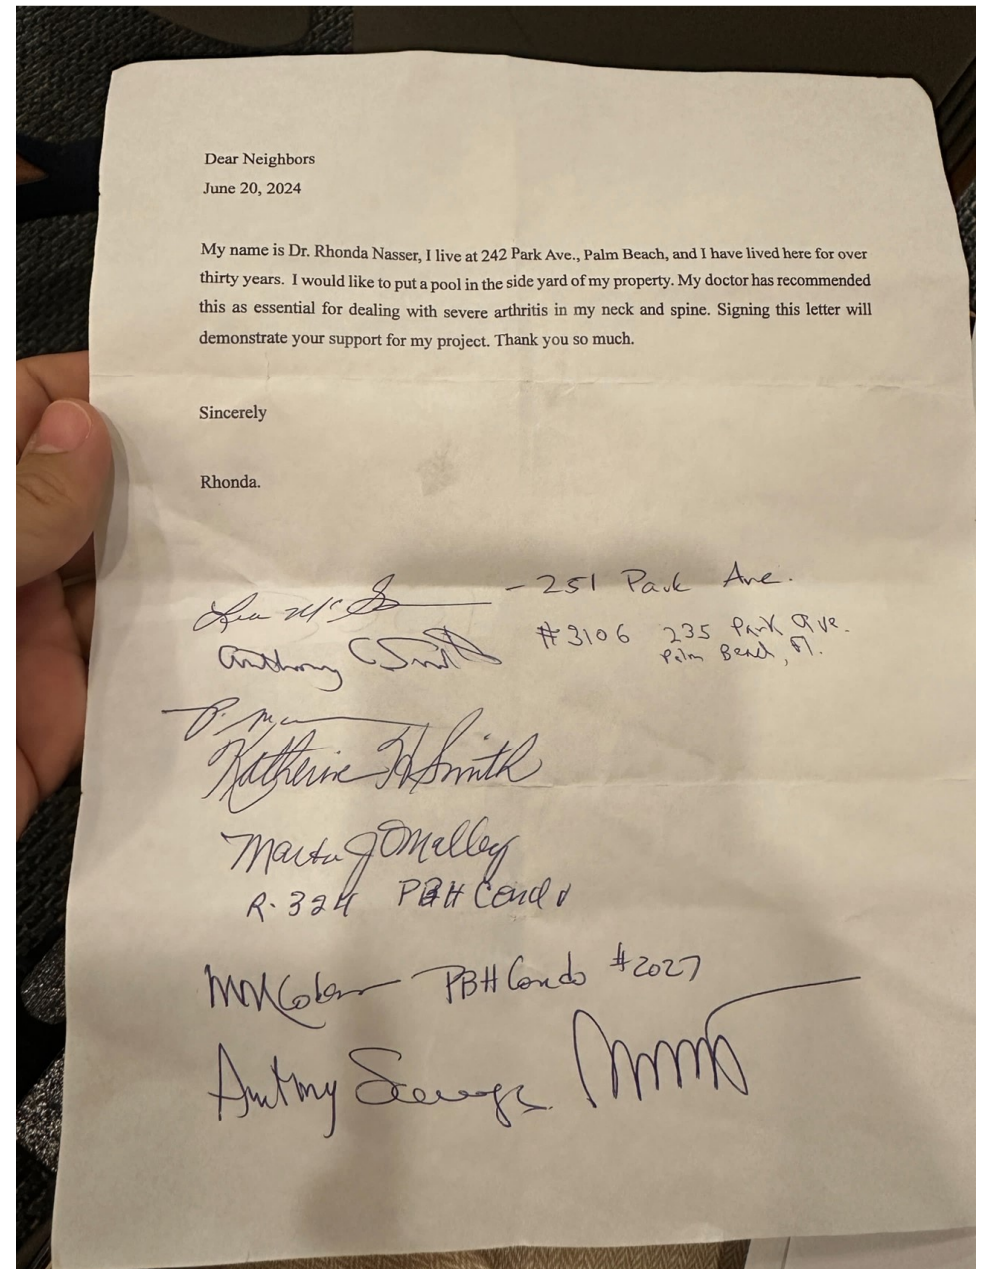 Dear Neighbors
June 20, 2024
My name is Dr. Rhonda Nasser, I live at 242 Park Ave., Palm Beach, and I have lived here for over
thirty years. I would like to put a pool in the side yard of my property. My doctor has recommended
this as essential for dealing with severe arthritis in my neck and spine. Signing this letter will
demonstrate your support for my project. Thank you so much.
Sincerely
Rhonda.
- 251 Park Ave.
Anthony C Smith #3106 235 Park Ave.
Palm Beach, Fl.
Katherine H Smith
Marta J OMalley
R-324 PBH Condo
PBH Condo #2027
Anthony